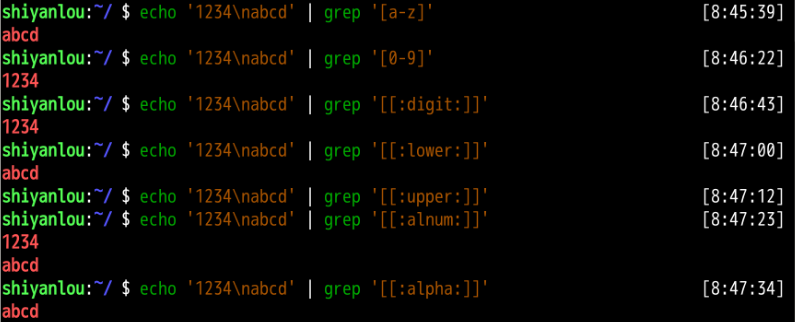 shiyanlou:~/ $ echo '1234\nabcd' | grep '[a-z]' [8:45:39]
abcd
shiyanlou:~/ $ echo '1234\nabcd' | grep '[0-9]' [8:46:22]
1234
shiyanlou:~/ $ echo '1234\nabcd' | grep '[[:digit:]]' [8:46:43]
1234
shiyanlou:~/ $ echo '1234\nabcd' | grep '[[:lower:]]' [8:47:00]
abcd
shiyanlou:~/ $ echo '1234\nabcd' | grep '[[:upper:]]' [8:47:12]
shiyanlou:~/ $ echo '1234\nabcd' | grep '[[:alnum:]]' [8:47:23]
1234
abcd
shiyanlou:~/ $ echo '1234\nabcd' | grep '[[:alpha:]]' [8:47:34]
abcd